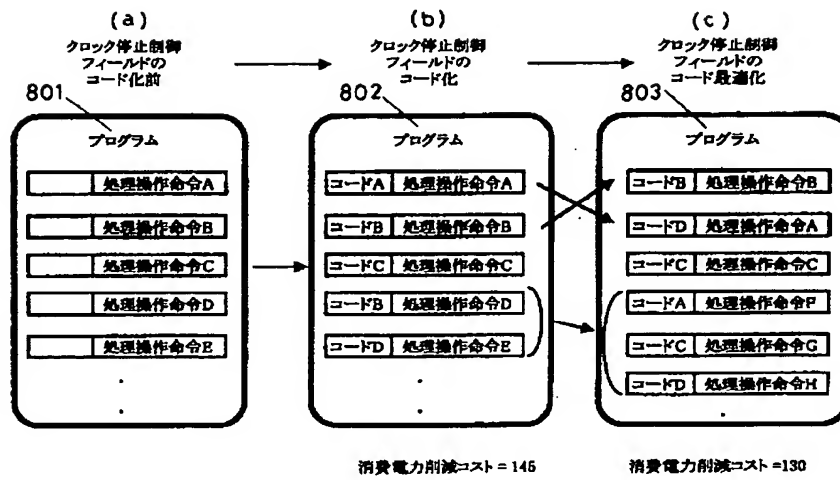 (a)
クロック停止制御
フィールドの
コード化前
(b)
クロック停止制御
フィールドの
コード化
(c)
クロック停止制御
フィールドの
コード最適化
801
プログラム
処理操作命令A
処理操作命令B
処理操作命令C
処理操作命令D
処理操作命令E
802
プログラム
コードA 処理操作命令A
コードB 処理操作命令B
コードC 処理操作命令C
コードB 処理操作命令D
コードD 処理操作命令E
消費電力削減コスト = 145
803
プログラム
コードB 処理操作命令B
コードD 処理操作命令A
コードC 処理操作命令C
コードA 処理操作命令F
コードC 処理操作命令G
コードD 処理操作命令H
消費電力削減コスト =130